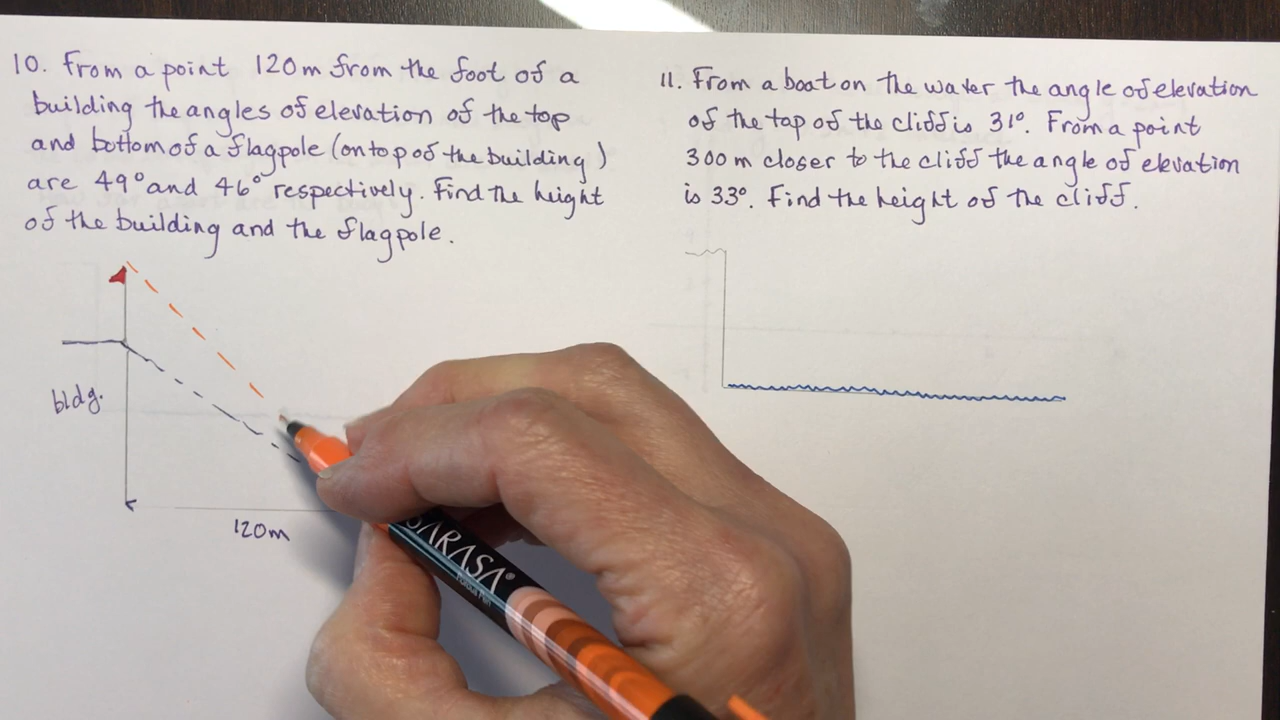 10. From a point 120m from the foot of a
building the angles of elevation of the top
and bottom of a flagpole (on top of the building)
are 49° and 46° respectively. Find the height
of the building and the flagpole.
bldg.
120m
11. From a boat on the water the angle of elevation
of the top of the cliff is 31°. From a point
300 m closer to the cliff the angle of elevation
is 33°. Find the height of the cliff.
SARASA®